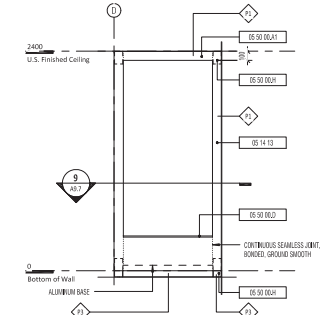 D
P1
05 50 00.A1
2400
U.S. Finished Ceiling
100
05 50 00.H
P1
05 14 13
9
A9.7
05 50 00.D
CONTINUOUS SEAMLESS JOINT,
BONDED, GROUND SMOOTH
0
Bottom of Wall
ALUMINUM BASE
05 50 00.H
P3
P3